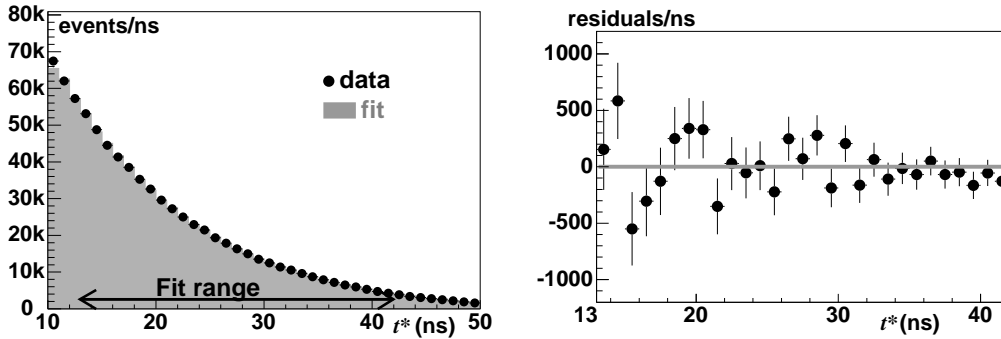 80k
events/ns
70k
60k
50k
40k
30k
20k
10k
0
data
fit
Fit range
10
20
30
40
50
t* (ns)
residuals/ns
1000
500
0
-500
-1000
13
20
30
40
t* (ns)